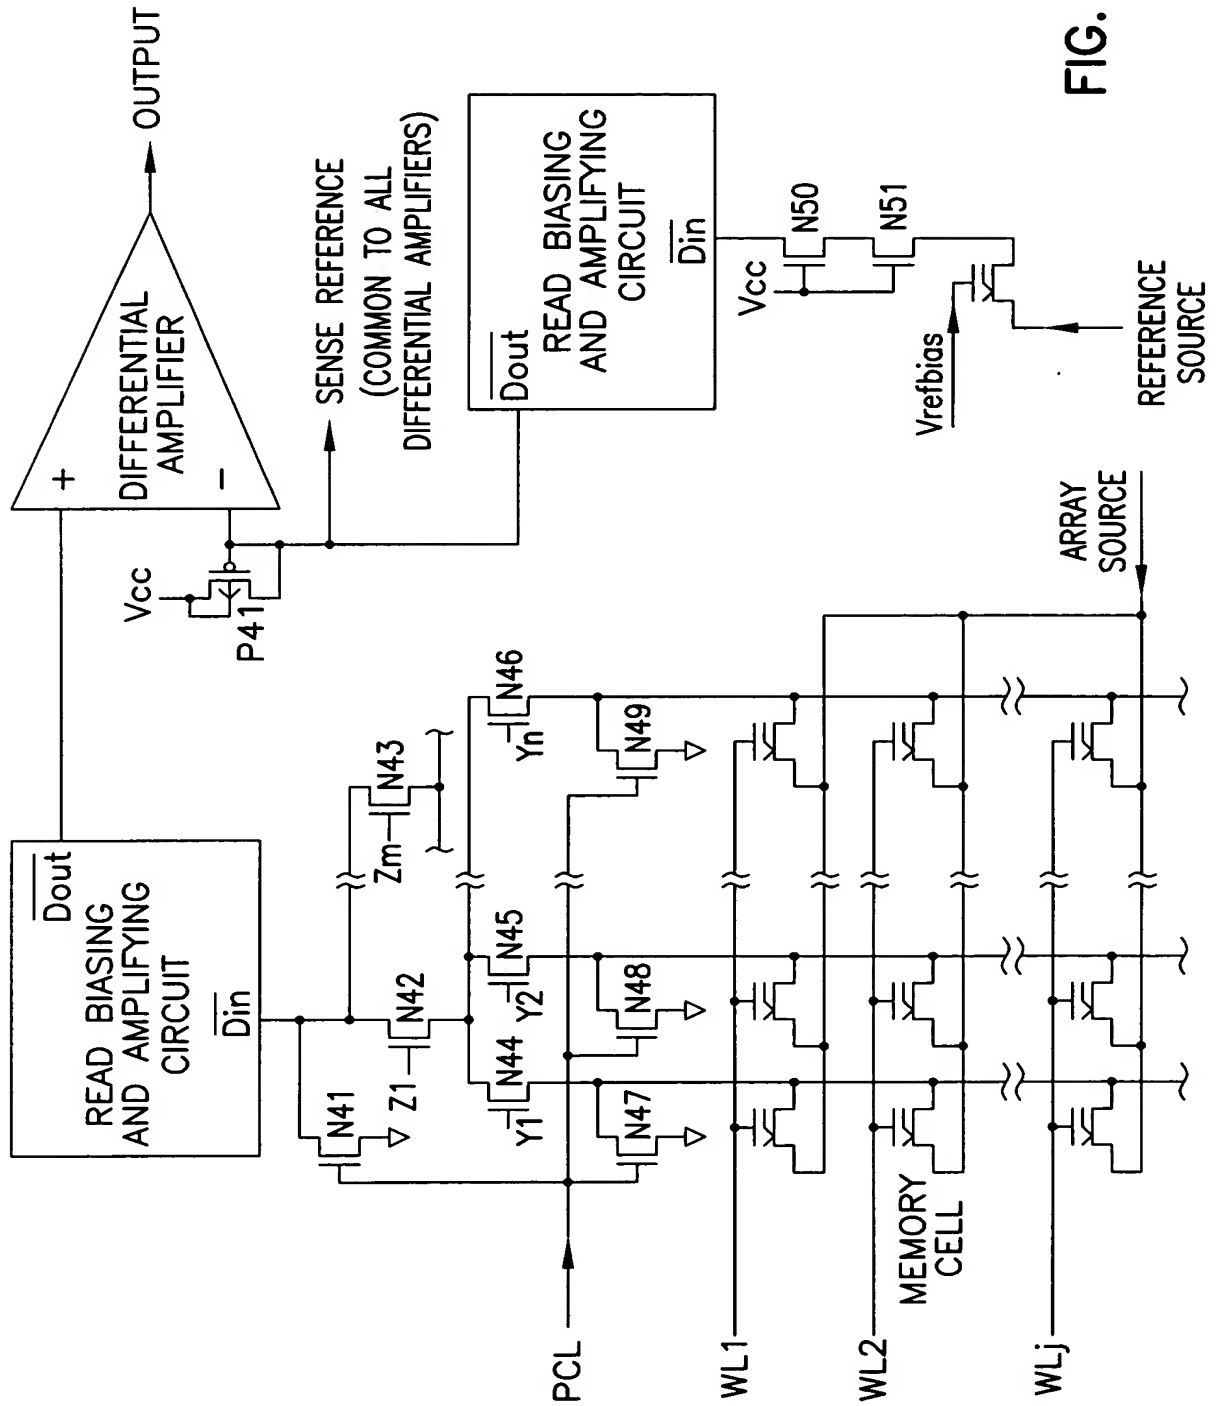 OUTPUT
DIFFERENTIAL
AMPLIFIER
+
−
Vcc
P41
SENSE REFERENCE
(COMMON TO ALL
DIFFERENTIAL AMPLIFIERS)
READ BIASING
AND AMPLIFYING
CIRCUIT
Dout
Din
READ BIASING
AND AMPLIFYING
CIRCUIT
Dout
Din
Vcc
N50
N51
Vrefbias
REFERENCE
SOURCE
FIG.
N41
Z1
N42
Zm
N43
Y1
N44
Y2
N45
Yn
N46
PCL
N47
N48
N49
WL1
WL2
MEMORY
CELL
WLj
ARRAY
SOURCE